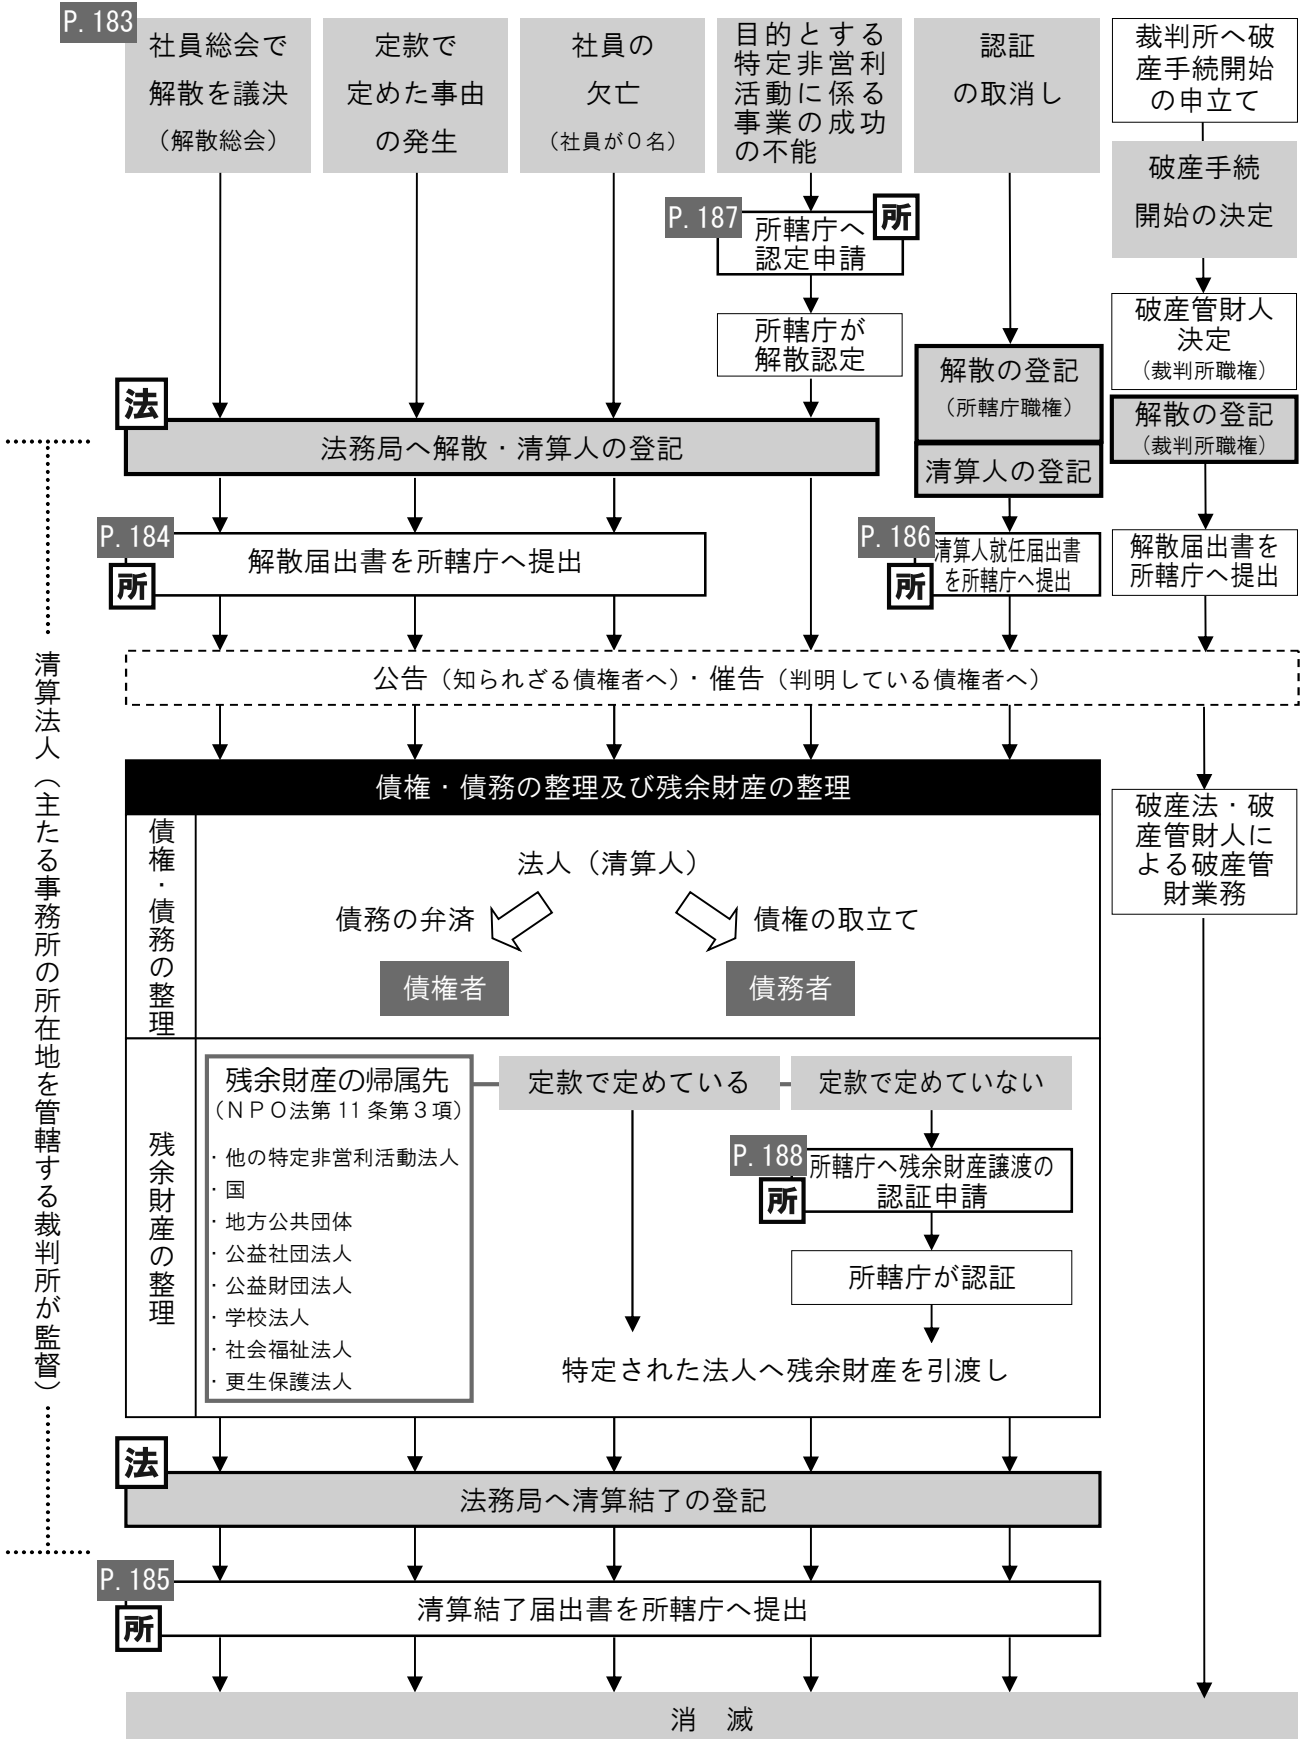 P. 183
社員総会で
解散を議決
（解散総会）
定款で
定めた事由
の発生
社員の
欠亡
（社員が０名）
目的とする
特定非営利
活動に係る
事業の成功
の不能
認証
の取消し
裁判所へ破
産手続開始
の申立て
破産手続
開始の決定
P. 187
所
所轄庁へ
認定申請
所轄庁が
解散認定
破産管財人
決定
（裁判所職権）
解散の登記
（所轄庁職権）
清算人の登記
解散の登記
（裁判所職権）
法
法務局へ解散・清算人の登記
P. 184
所
解散届出書を所轄庁へ提出
P. 186
所
清算人就任届出書
を所轄庁へ提出
解散届出書を
所轄庁へ提出
公告（知られざる債権者へ）・催告（判明している債権者へ）
清算法人（主たる事務所の所在地を管轄する裁判所が監督）
債権・債務の整理及び残余財産の整理
債権・債務の整理
法人（清算人）
債務の弁済
債権の取立て
債権者
債務者
破産法・破
産管財人に
よる破産管
財業務
残余財産の整理
残余財産の帰属先
（ＮＰＯ法第 11 条第３項）
・他の特定非営利活動法人
・国
・地方公共団体
・公益社団法人
・公益財団法人
・学校法人
・社会福祉法人
・更生保護法人
定款で定めている
定款で定めていない
P. 188
所
所轄庁へ残余財産譲渡の
認証申請
所轄庁が認証
特定された法人へ残余財産を引渡し
法
法務局へ清算結了の登記
P. 185
所
清算結了届出書を所轄庁へ提出
消　滅